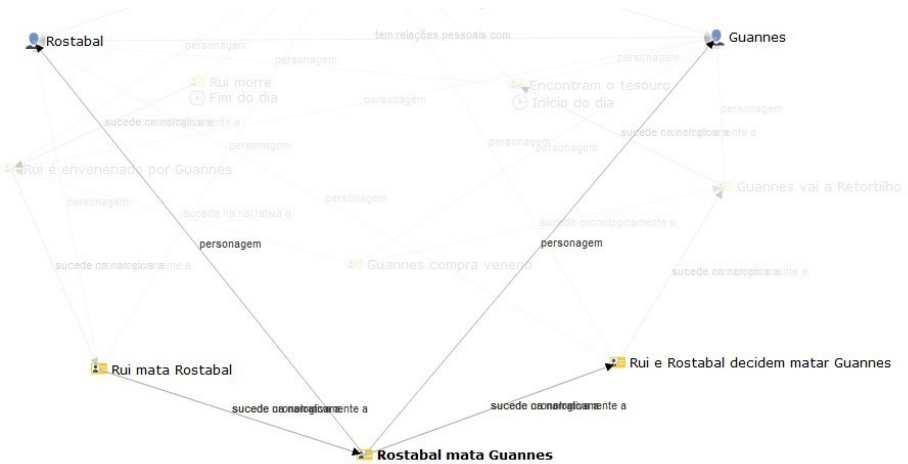 Rostabal
Guannes
tem relações pessoais com
personagem
personagem
Rui morre
Fim do dia
Encontram o tesouro
Início do dia
personagem
personagem
personagem
personagem
personagem
Rui é envenenado por Guannes
Guannes vai a Retortilho
personagem
sucede na narrativa a
sucede cronologicamente a
personagem
personagem
Guannes compra veneno
Rui mata Rostabal
Rui e Rostabal decidem matar Guannes
Rostabal mata Guannes